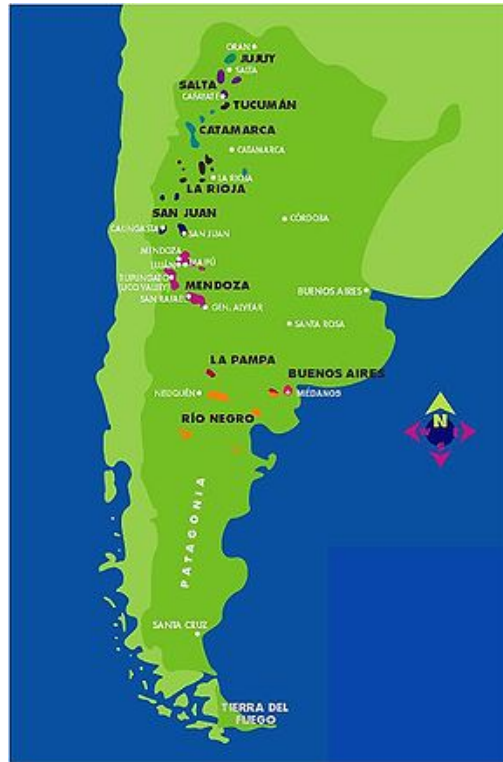 ORAN
JUJUY
SALTA
SALTA
CAFAYATE
TUCUMÁN
CATAMARCA
CATAMARCA
LA RIOJA
LA RIOJA
SAN JUAN
CALINGASTA
SAN JUAN
CÓRDOBA
MENDOZA
LUJÁN
MAIPÚ
TUPUNGATO
(UCO VALLEY)
MENDOZA
SAN RAFAEL
GEN. ALVEAR
BUENOS AIRES
SANTA ROSA
LA PAMPA
BUENOS AIRES
NEUQUÉN
MÉDANOS
RÍO NEGRO
N
PATAGONIA
SANTA CRUZ
TIERRA DEL
FUEGO